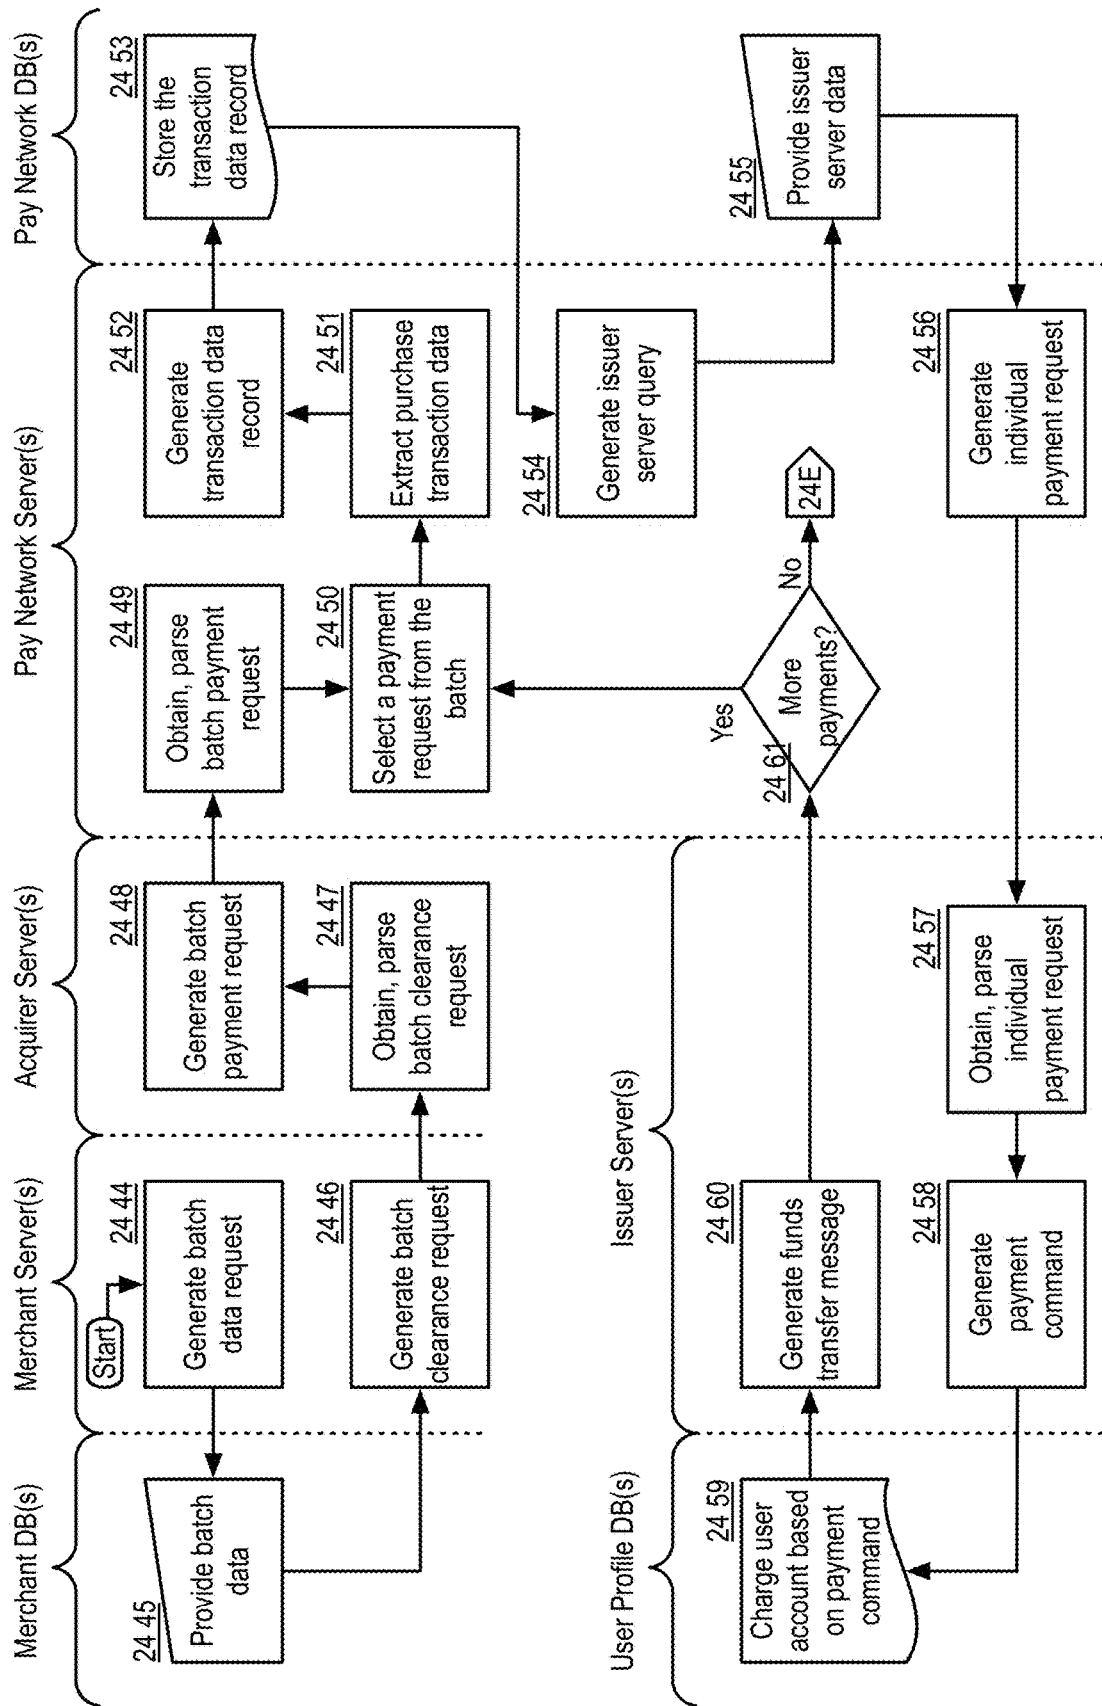 Merchant DB(s)
Merchant Server(s)
Acquirer Server(s)
Pay Network Server(s)
Pay Network DB(s)
Start
24 44
Generate batch
data request
24 45
Provide batch
data
24 46
Generate batch
clearance request
24 47
Obtain, parse
batch clearance
request
24 48
Generate batch
payment request
24 49
Obtain, parse
batch payment
request
24 50
Select a payment
request from the
batch
24 51
Extract purchase
transaction data
24 52
Generate
transaction data
record
24 53
Store the
transaction
data record
24 54
Generate issuer
server query
24 55
Provide issuer
server data
24 56
Generate
individual
payment request
User Profile DB(s)
Issuer Server(s)
24 57
Obtain, parse
individual
payment request
24 58
Generate
payment
command
24 59
Charge user
account based
on payment
command
24 60
Generate funds
transfer message
24 61
More
payments?
Yes
No
24E